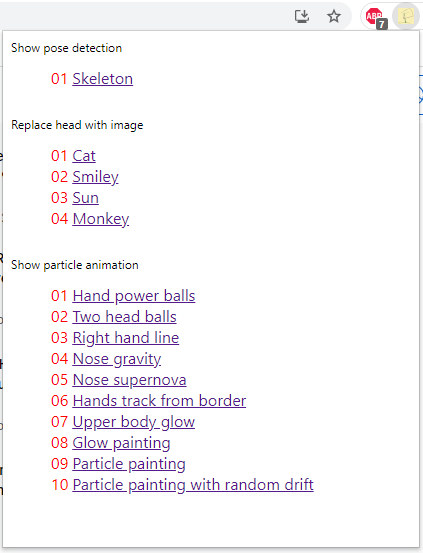 ABP
7
Show pose detection
01 Skeleton
Replace head with image
01 Cat
02 Smiley
03 Sun
04 Monkey
Show particle animation
01 Hand power balls
02 Two head balls
03 Right hand line
04 Nose gravity
05 Nose supernova
06 Hands track from border
07 Upper body glow
08 Glow painting
09 Particle painting
10 Particle painting with random drift